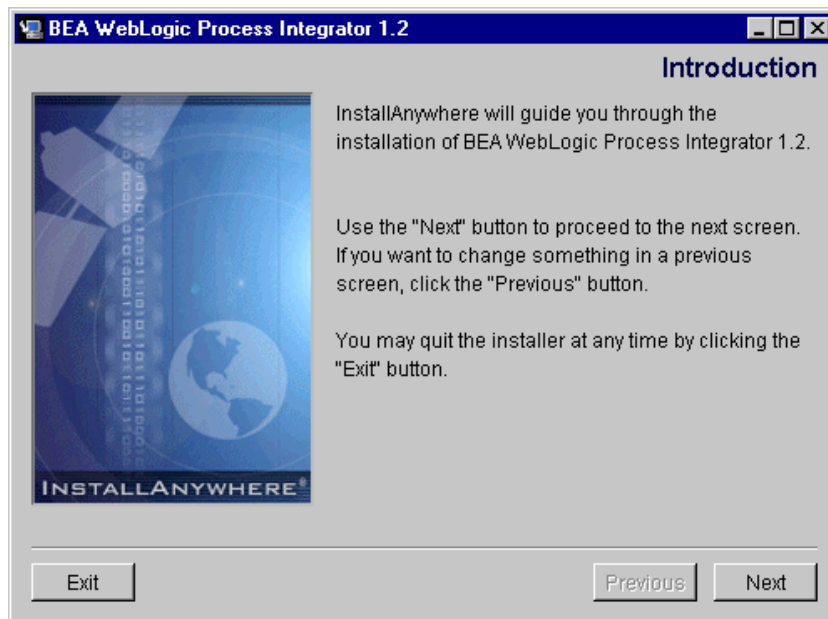 BEA WebLogic Process Integrator 1.2
Introduction
InstallAnywhere will guide you through the
installation of BEA WebLogic Process Integrator 1.2.
Use the "Next" button to proceed to the next screen.
If you want to change something in a previous
screen, click the "Previous" button.
You may quit the installer at any time by clicking the
"Exit" button.
INSTALLANYWHERE®
Exit
Previous
Next